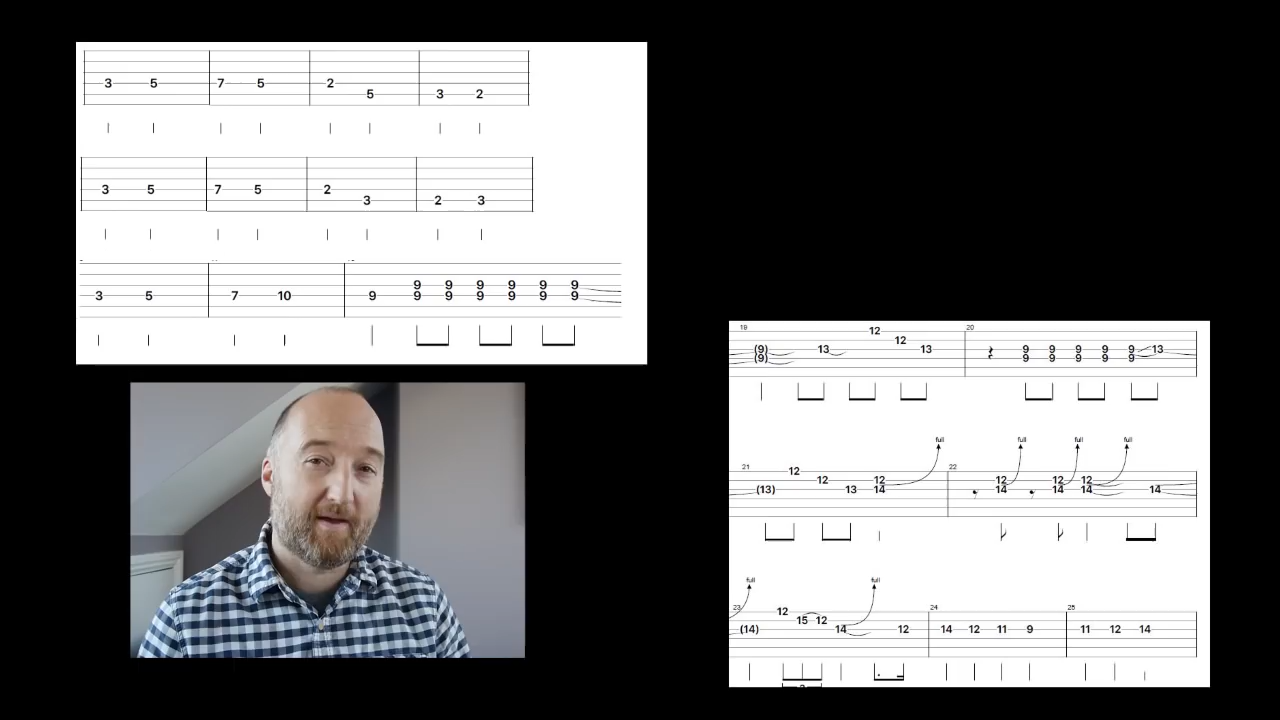 3 5 7 5 2 5 3 2
3 5 7 5 2 3 2 3
9 9 9 9 9 9
3 5 7 10 9 9 9 9 9 9 9
19 12 20
12
(9) 13 13 9 9 9 9 9 13
(9) 9 9 9 9 9
full full full full
21 12 22
12 12 12 12 12
(13) 13 14 14 14 14 14
full full
23 12 24 25
15 12
(14) 14 12 14 12 11 9 11 12 14
3